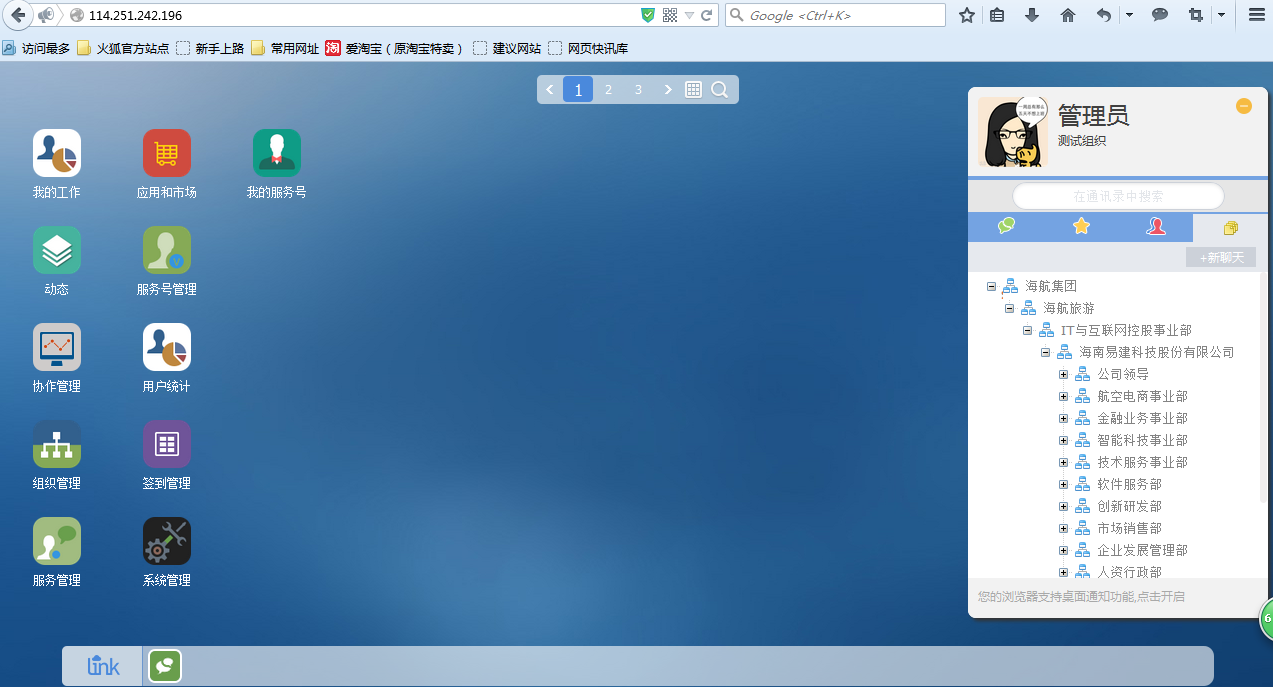 114.251.242.196
Google <Ctrl+K>
访问最多 火狐官方站点 新手上路 常用网址 淘 爱淘宝（原淘宝特卖） 建议网站 网页快讯库
1 2 3
管理员
测试组织
在通讯录中搜索
+新聊天
我的工作 应用和市场 我的服务号
动态 服务号管理
协作管理 用户统计
组织管理 签到管理
服务管理 系统管理
海航集团
海航旅游
IT与互联网控股事业部
海南易建科技股份有限公司
公司领导
航空电商事业部
金融业务事业部
智能科技事业部
技术服务事业部
软件服务部
创新研发部
市场销售部
企业发展管理部
人资行政部
您的浏览器支持桌面通知功能,点击开启
6
link